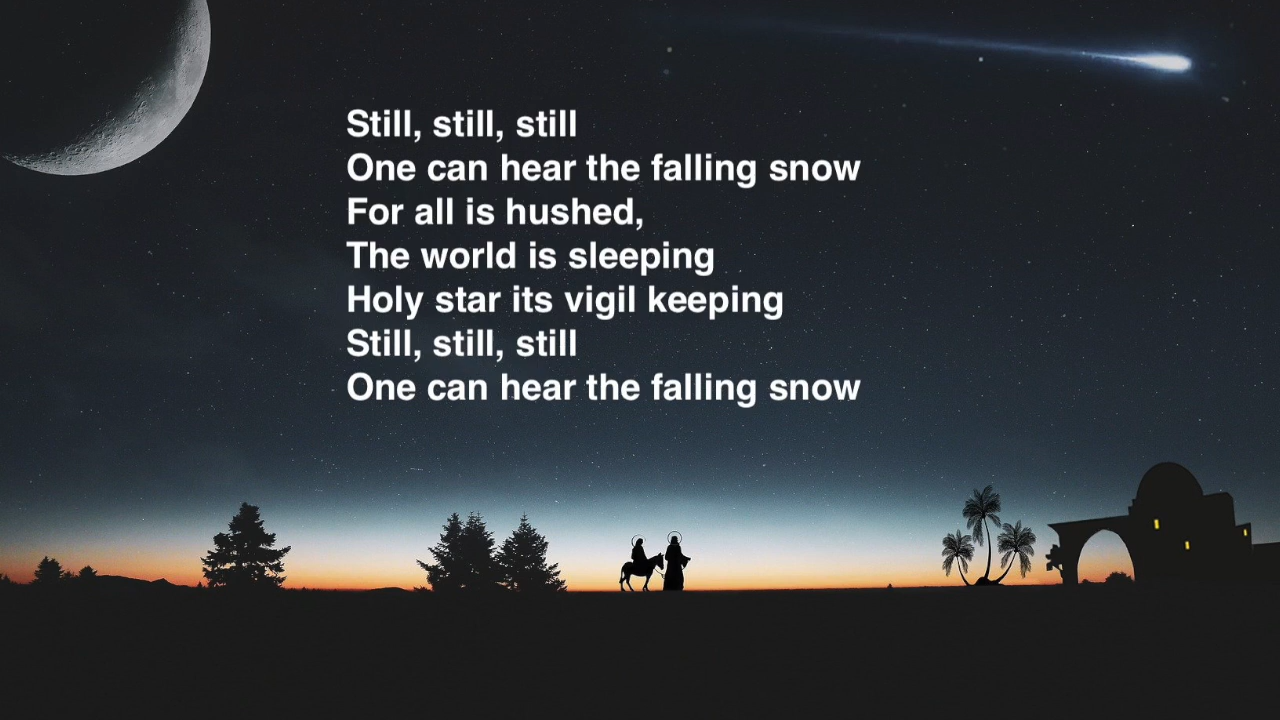 Still, still, still
One can hear the falling snow
For all is hushed,
The world is sleeping
Holy star its vigil keeping
Still, still, still
One can hear the falling snow